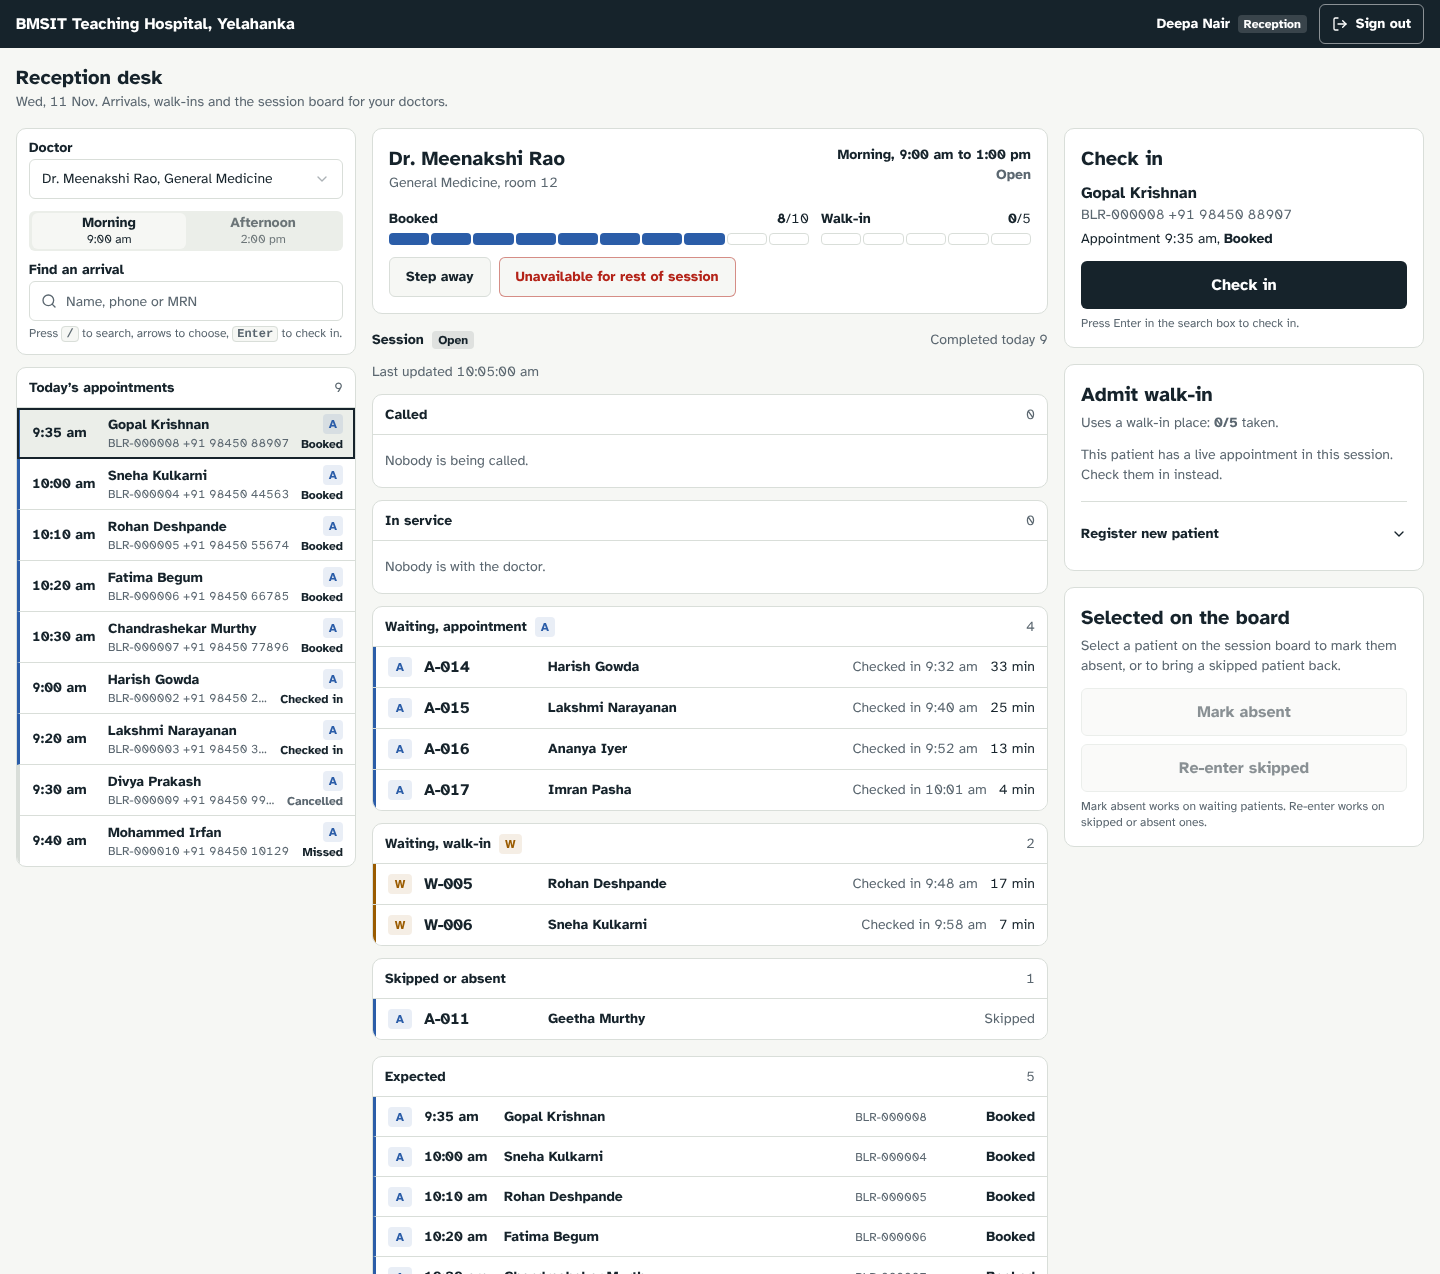 BMSIT Teaching Hospital, Yelahanka
Deepa Nair Reception Sign out
Reception desk
Wed, 11 Nov. Arrivals, walk-ins and the session board for your doctors.
Doctor
Dr. Meenakshi Rao, General Medicine
Morning
9:00 am
Afternoon
2:00 pm
Find an arrival
Name, phone or MRN
Press / to search, arrows to choose, Enter to check in.
Today's appointments 9
9:35 am Gopal Krishnan A
BLR-000008 +91 98450 88907 Booked
10:00 am Sneha Kulkarni A
BLR-000004 +91 98450 44563 Booked
10:10 am Rohan Deshpande A
BLR-000005 +91 98450 55674 Booked
10:20 am Fatima Begum A
BLR-000006 +91 98450 66785 Booked
10:30 am Chandrashekar Murthy A
BLR-000007 +91 98450 77896 Booked
9:00 am Harish Gowda A
BLR-000002 +91 98450 2... Checked in
9:20 am Lakshmi Narayanan A
BLR-000003 +91 98450 3... Checked in
9:30 am Divya Prakash A
BLR-000009 +91 98450 99... Cancelled
9:40 am Mohammed Irfan A
BLR-000010 +91 98450 10129 Missed
Dr. Meenakshi Rao
General Medicine, room 12
Morning, 9:00 am to 1:00 pm
Open
Booked 8/10
Walk-in 0/5
Step away
Unavailable for rest of session
Session Open Completed today 9
Last updated 10:05:00 am
Called 0
Nobody is being called.
In service 0
Nobody is with the doctor.
Waiting, appointment A 4
A A-014 Harish Gowda Checked in 9:32 am 33 min
A A-015 Lakshmi Narayanan Checked in 9:40 am 25 min
A A-016 Ananya Iyer Checked in 9:52 am 13 min
A A-017 Imran Pasha Checked in 10:01 am 4 min
Waiting, walk-in W 2
W W-005 Rohan Deshpande Checked in 9:48 am 17 min
W W-006 Sneha Kulkarni Checked in 9:58 am 7 min
Skipped or absent 1
A A-011 Geetha Murthy Skipped
Expected 5
A 9:35 am Gopal Krishnan BLR-000008 Booked
A 10:00 am Sneha Kulkarni BLR-000004 Booked
A 10:10 am Rohan Deshpande BLR-000005 Booked
A 10:20 am Fatima Begum BLR-000006 Booked
Check in
Gopal Krishnan
BLR-000008 +91 98450 88907
Appointment 9:35 am, Booked
Check in
Press Enter in the search box to check in.
Admit walk-in
Uses a walk-in place: 0/5 taken.
This patient has a live appointment in this session.
Check them in instead.
Register new patient
Selected on the board
Select a patient on the session board to mark them
absent, or to bring a skipped patient back.
Mark absent
Re-enter skipped
Mark absent works on waiting patients. Re-enter works on
skipped or absent ones.